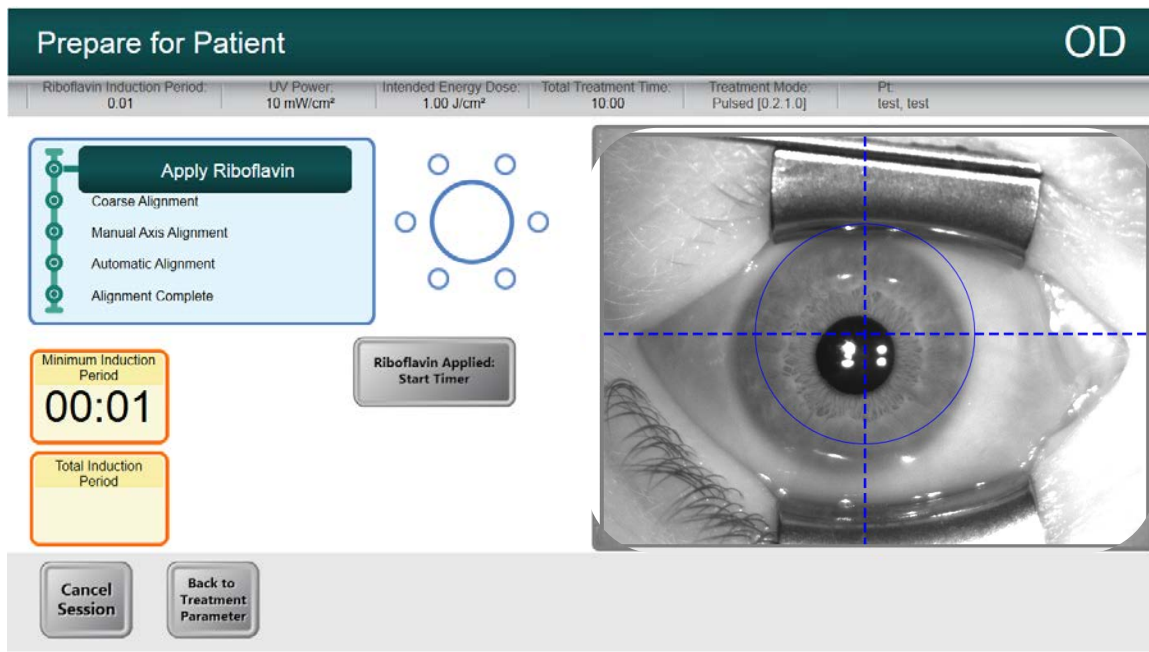 Prepare for Patient
OD
Riboflavin Induction Period:
0.01
UV Power:
10 mW/cm²
Intended Energy Dose:
1.00 J/cm²
Total Treatment Time:
10:00
Treatment Mode:
Pulsed [0.2:1.0]
Pt:
test, test
Apply Riboflavin
Coarse Alignment
Manual Axis Alignment
Automatic Alignment
Alignment Complete
Minimum Induction
Period
00:01
Riboflavin Applied:
Start Timer
Total Induction
Period
Cancel
Session
Back to
Treatment
Parameter